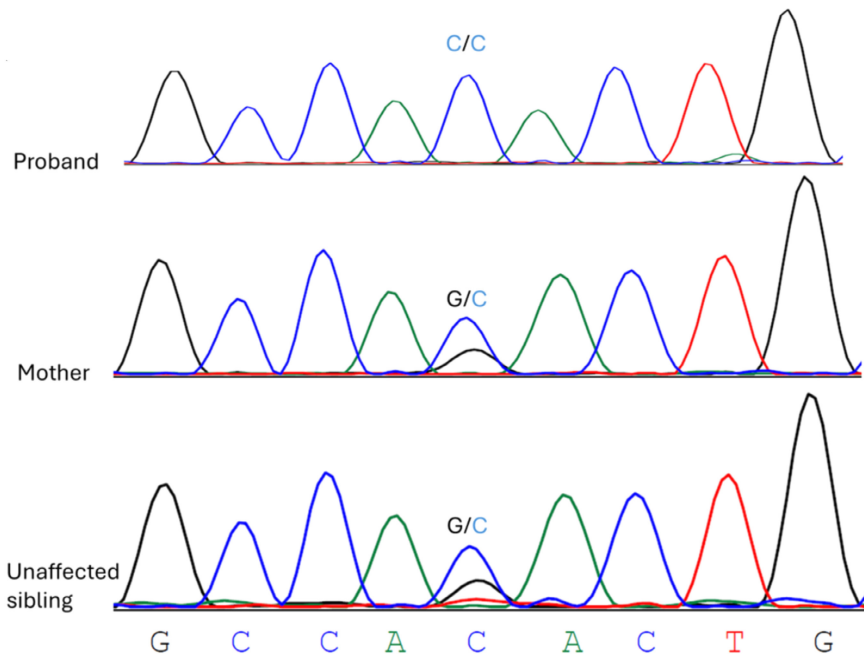 C/C
Proband
G/C
Mother
G/C
Unaffected
sibling
G C C A C A C T G